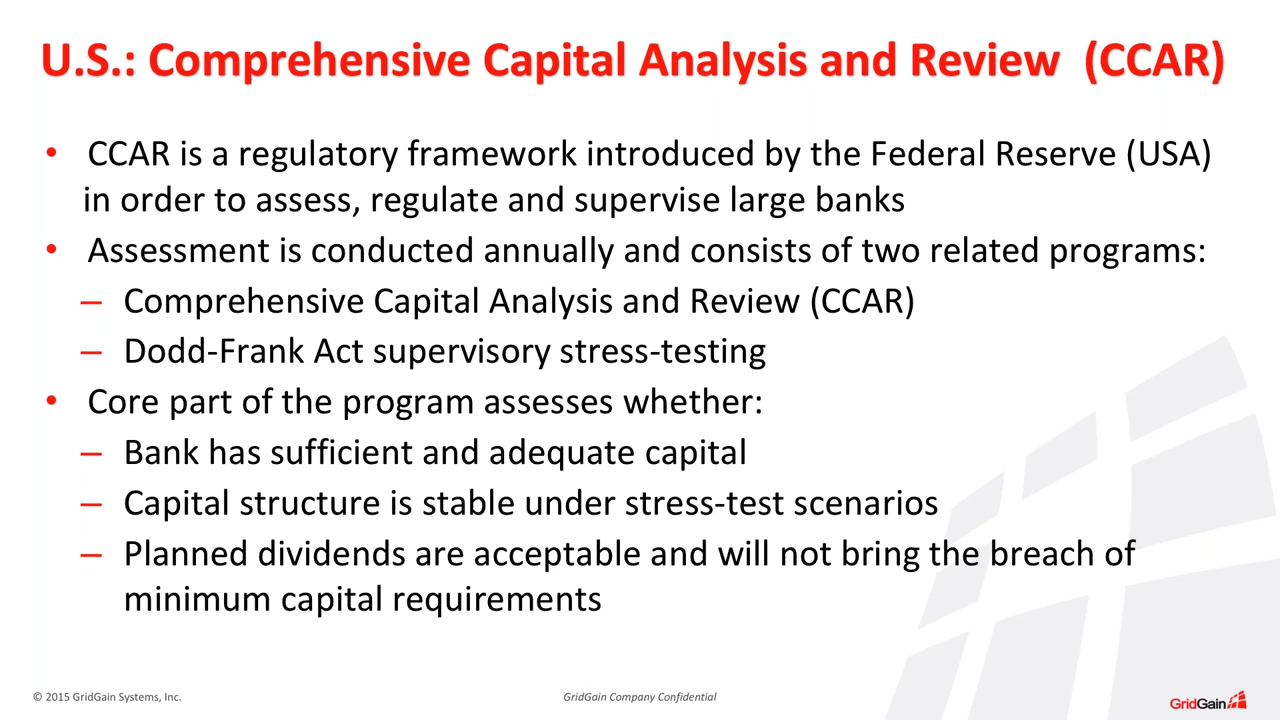 U.S.: Comprehensive Capital Analysis and Review (CCAR)
• CCAR is a regulatory framework introduced by the Federal Reserve (USA)
in order to assess, regulate and supervise large banks
• Assessment is conducted annually and consists of two related programs:
– Comprehensive Capital Analysis and Review (CCAR)
– Dodd-Frank Act supervisory stress-testing
• Core part of the program assesses whether:
– Bank has sufficient and adequate capital
– Capital structure is stable under stress-test scenarios
– Planned dividends are acceptable and will not bring the breach of
minimum capital requirements
© 2015 GridGain Systems, Inc.
GridGain Company Confidential
GridGain